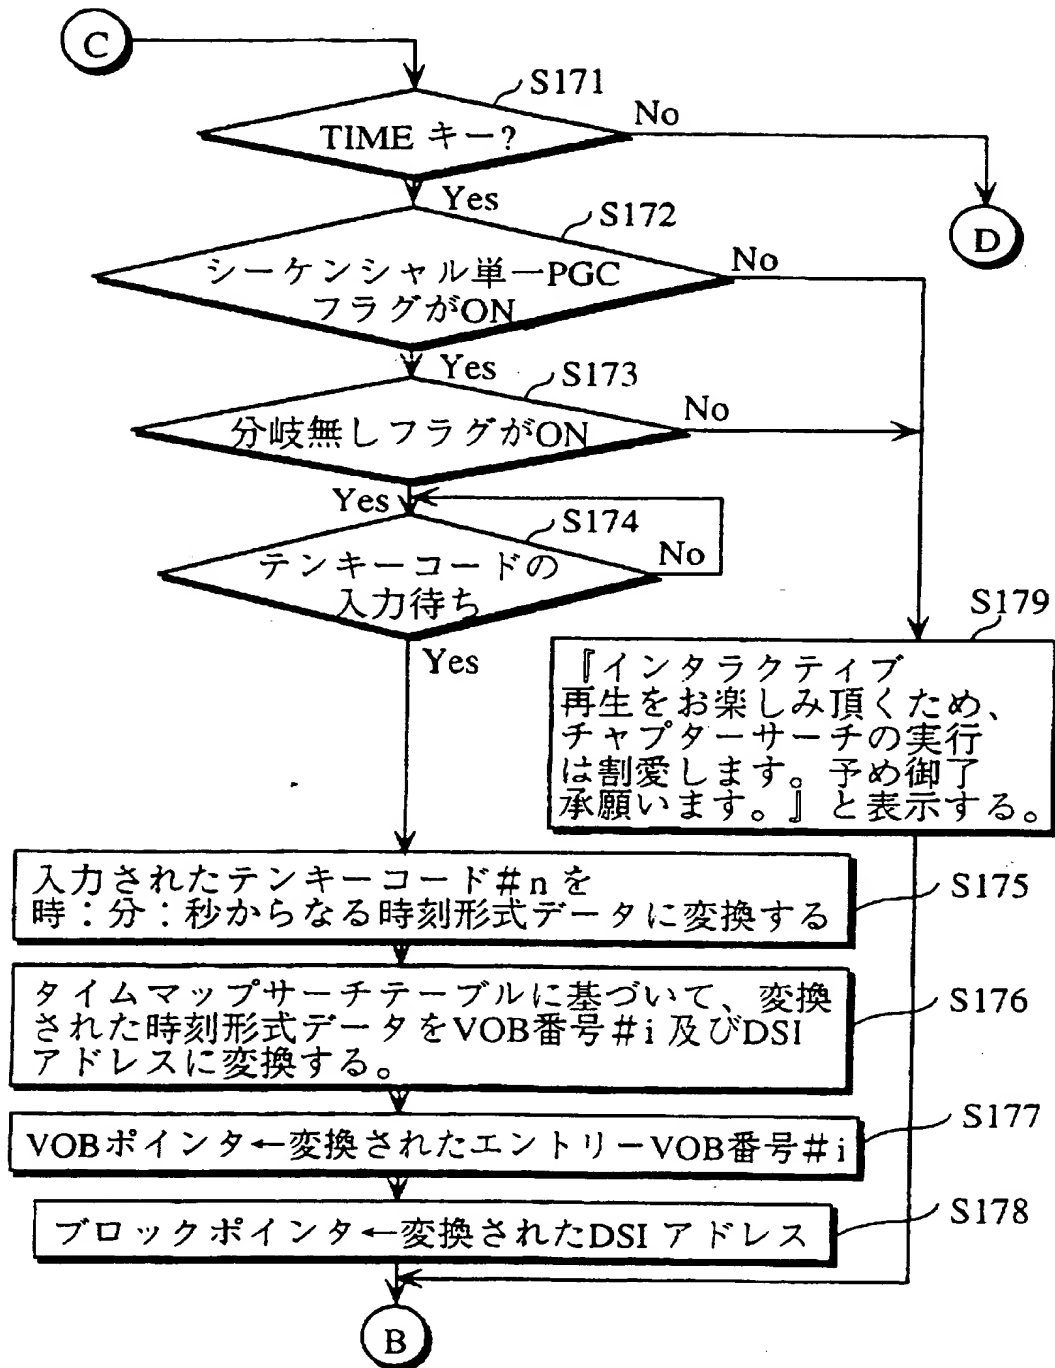 C
S171
TIME キー?
No
Yes
D
S172
シーケンシャル単一PGC
フラグがON
No
Yes
S173
分岐無しフラグがON
No
Yes
S174
テンキーコードの
入力待ち
No
Yes
S179
『インタラクティブ
再生をお楽しみ頂くため、
チャプターサーチの実行
は割愛します。予め御了
承願います。』と表示する。
入力されたテンキーコード#nを
時:分:秒からなる時刻形式データに変換する
S175
タイムマップサーチテーブルに基づいて、変換
された時刻形式データをVOB番号#i及びDSI
アドレスに変換する。
S176
VOBポインタ←変換されたエントリーVOB番号#i
S177
ブロックポインタ←変換されたDSIアドレス
S178
B